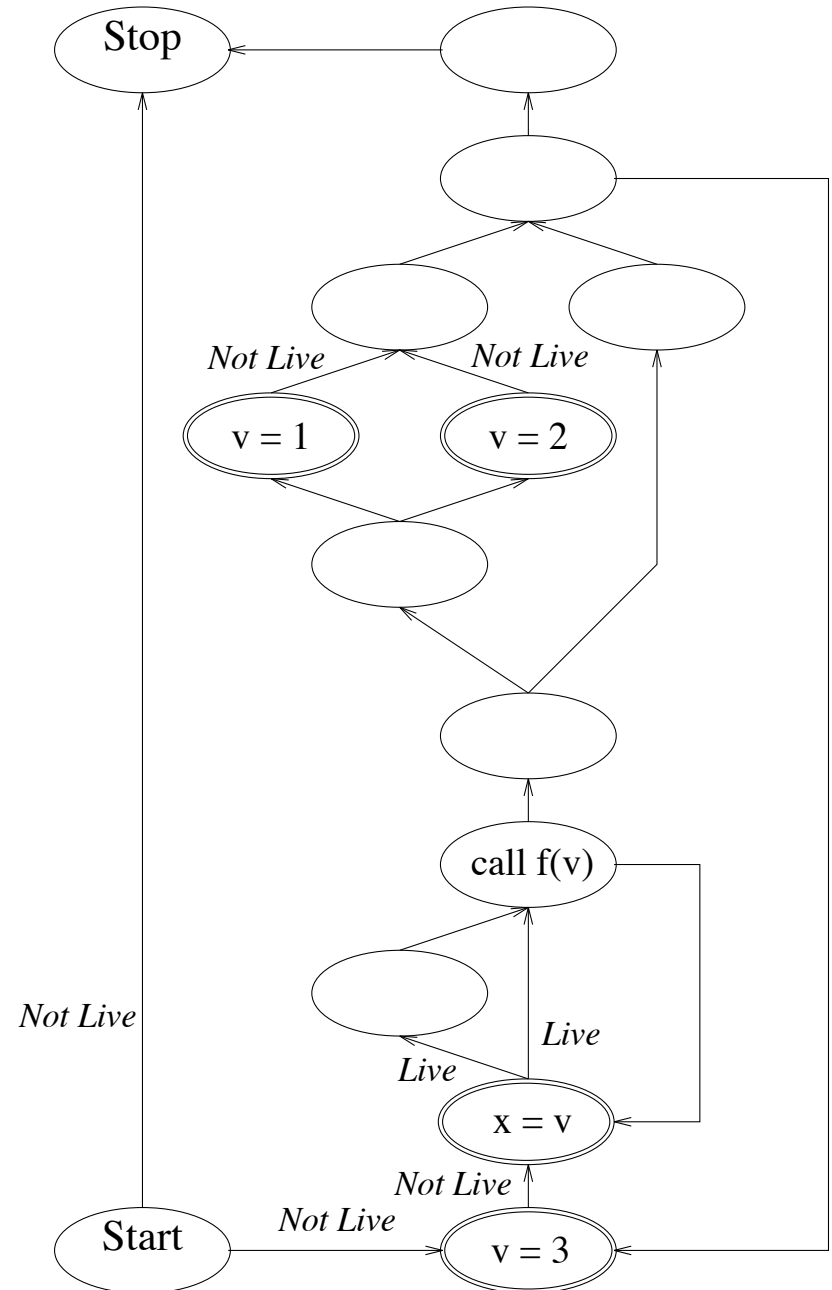 Stop
Not Live
Not Live
v = 1
v = 2
call f(v)
Not Live
Live
Live
x = v
Not Live
Not Live
Start
v = 3